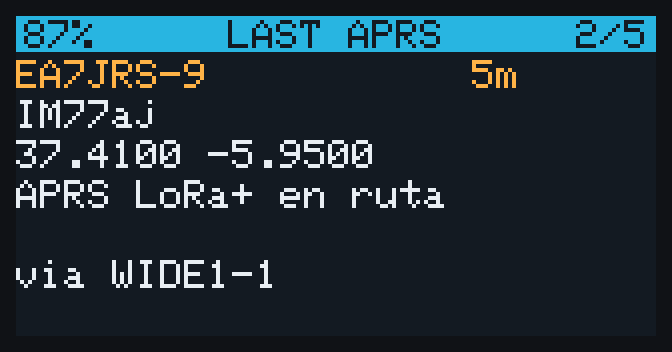 87% LAST APRS 2/5
EA7JRS-9 5m
IM77aj
37.4100 -5.9500
APRS LoRa+ en ruta
via WIDE1-1